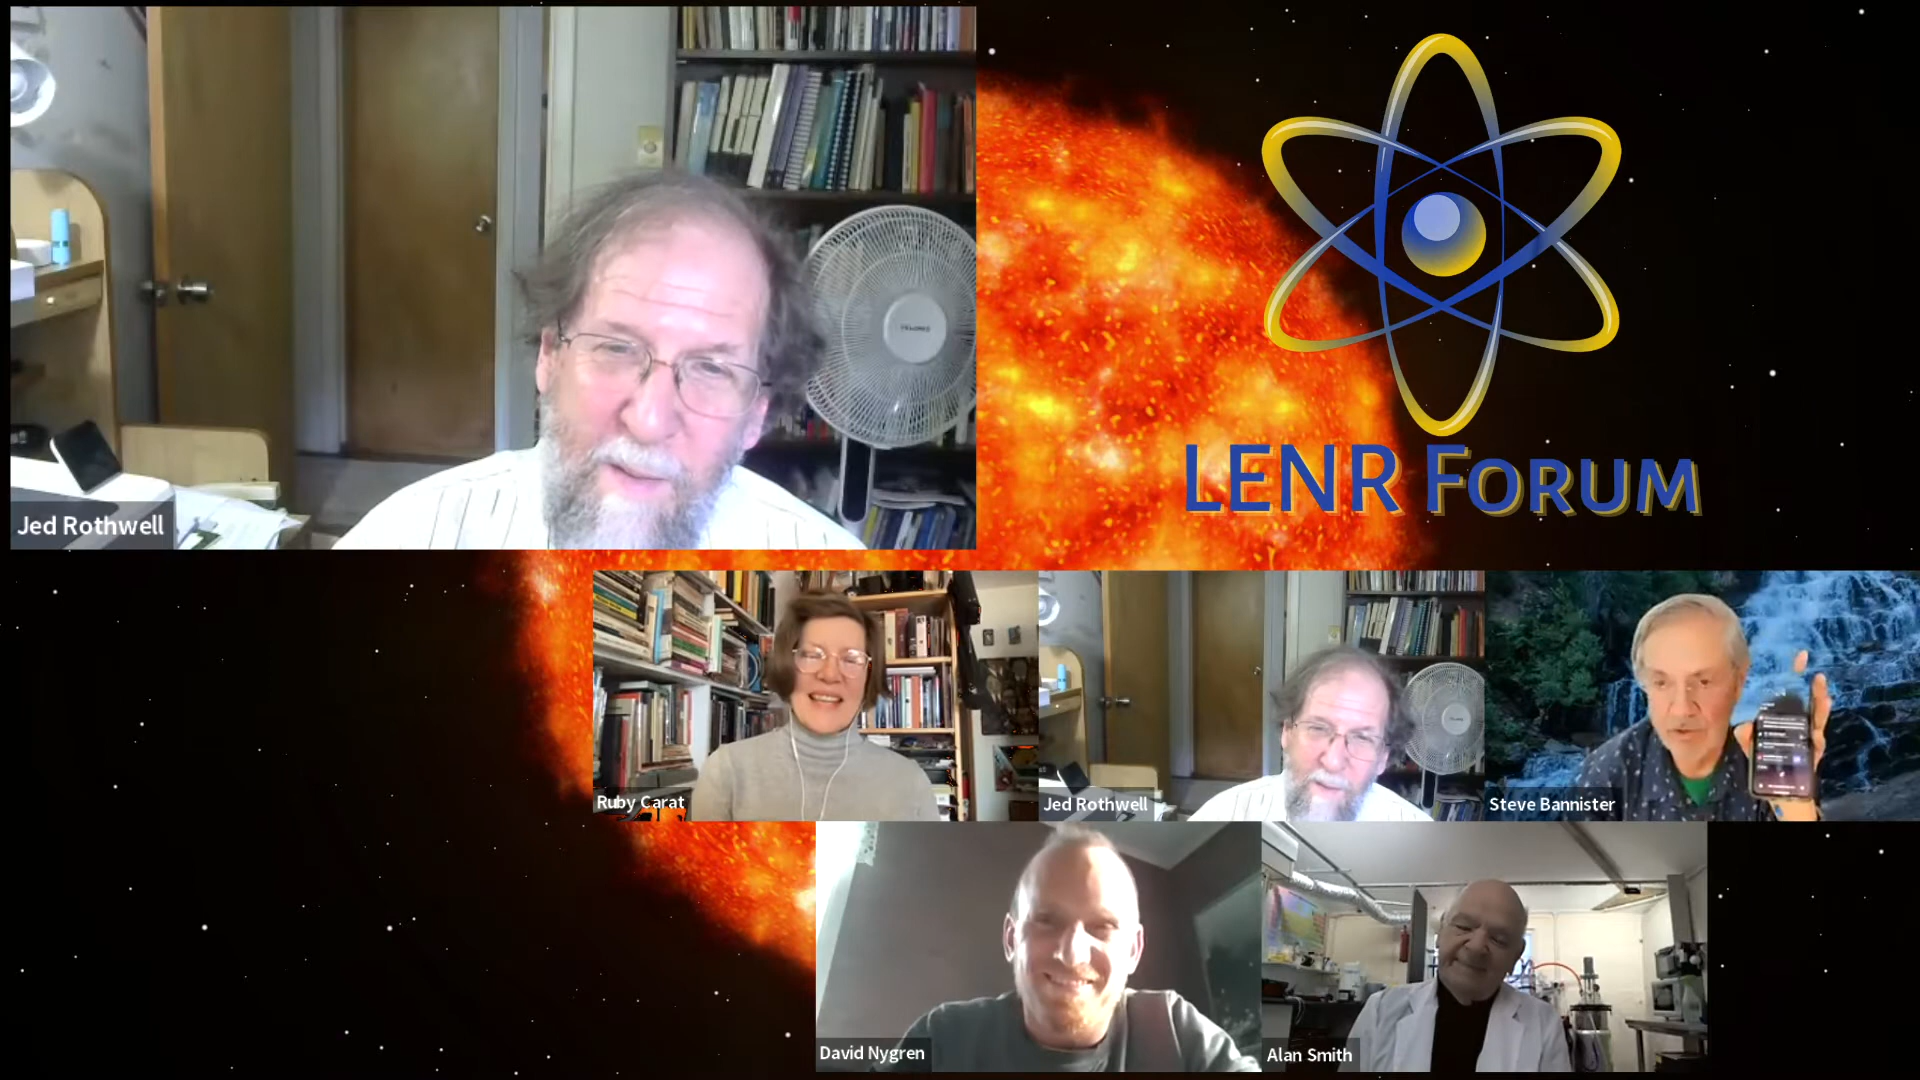 Jed Rothwell
LENR FORUM
Ruby Carat
Jed Rothwell
Steve Bannister
David Nygren
Alan Smith